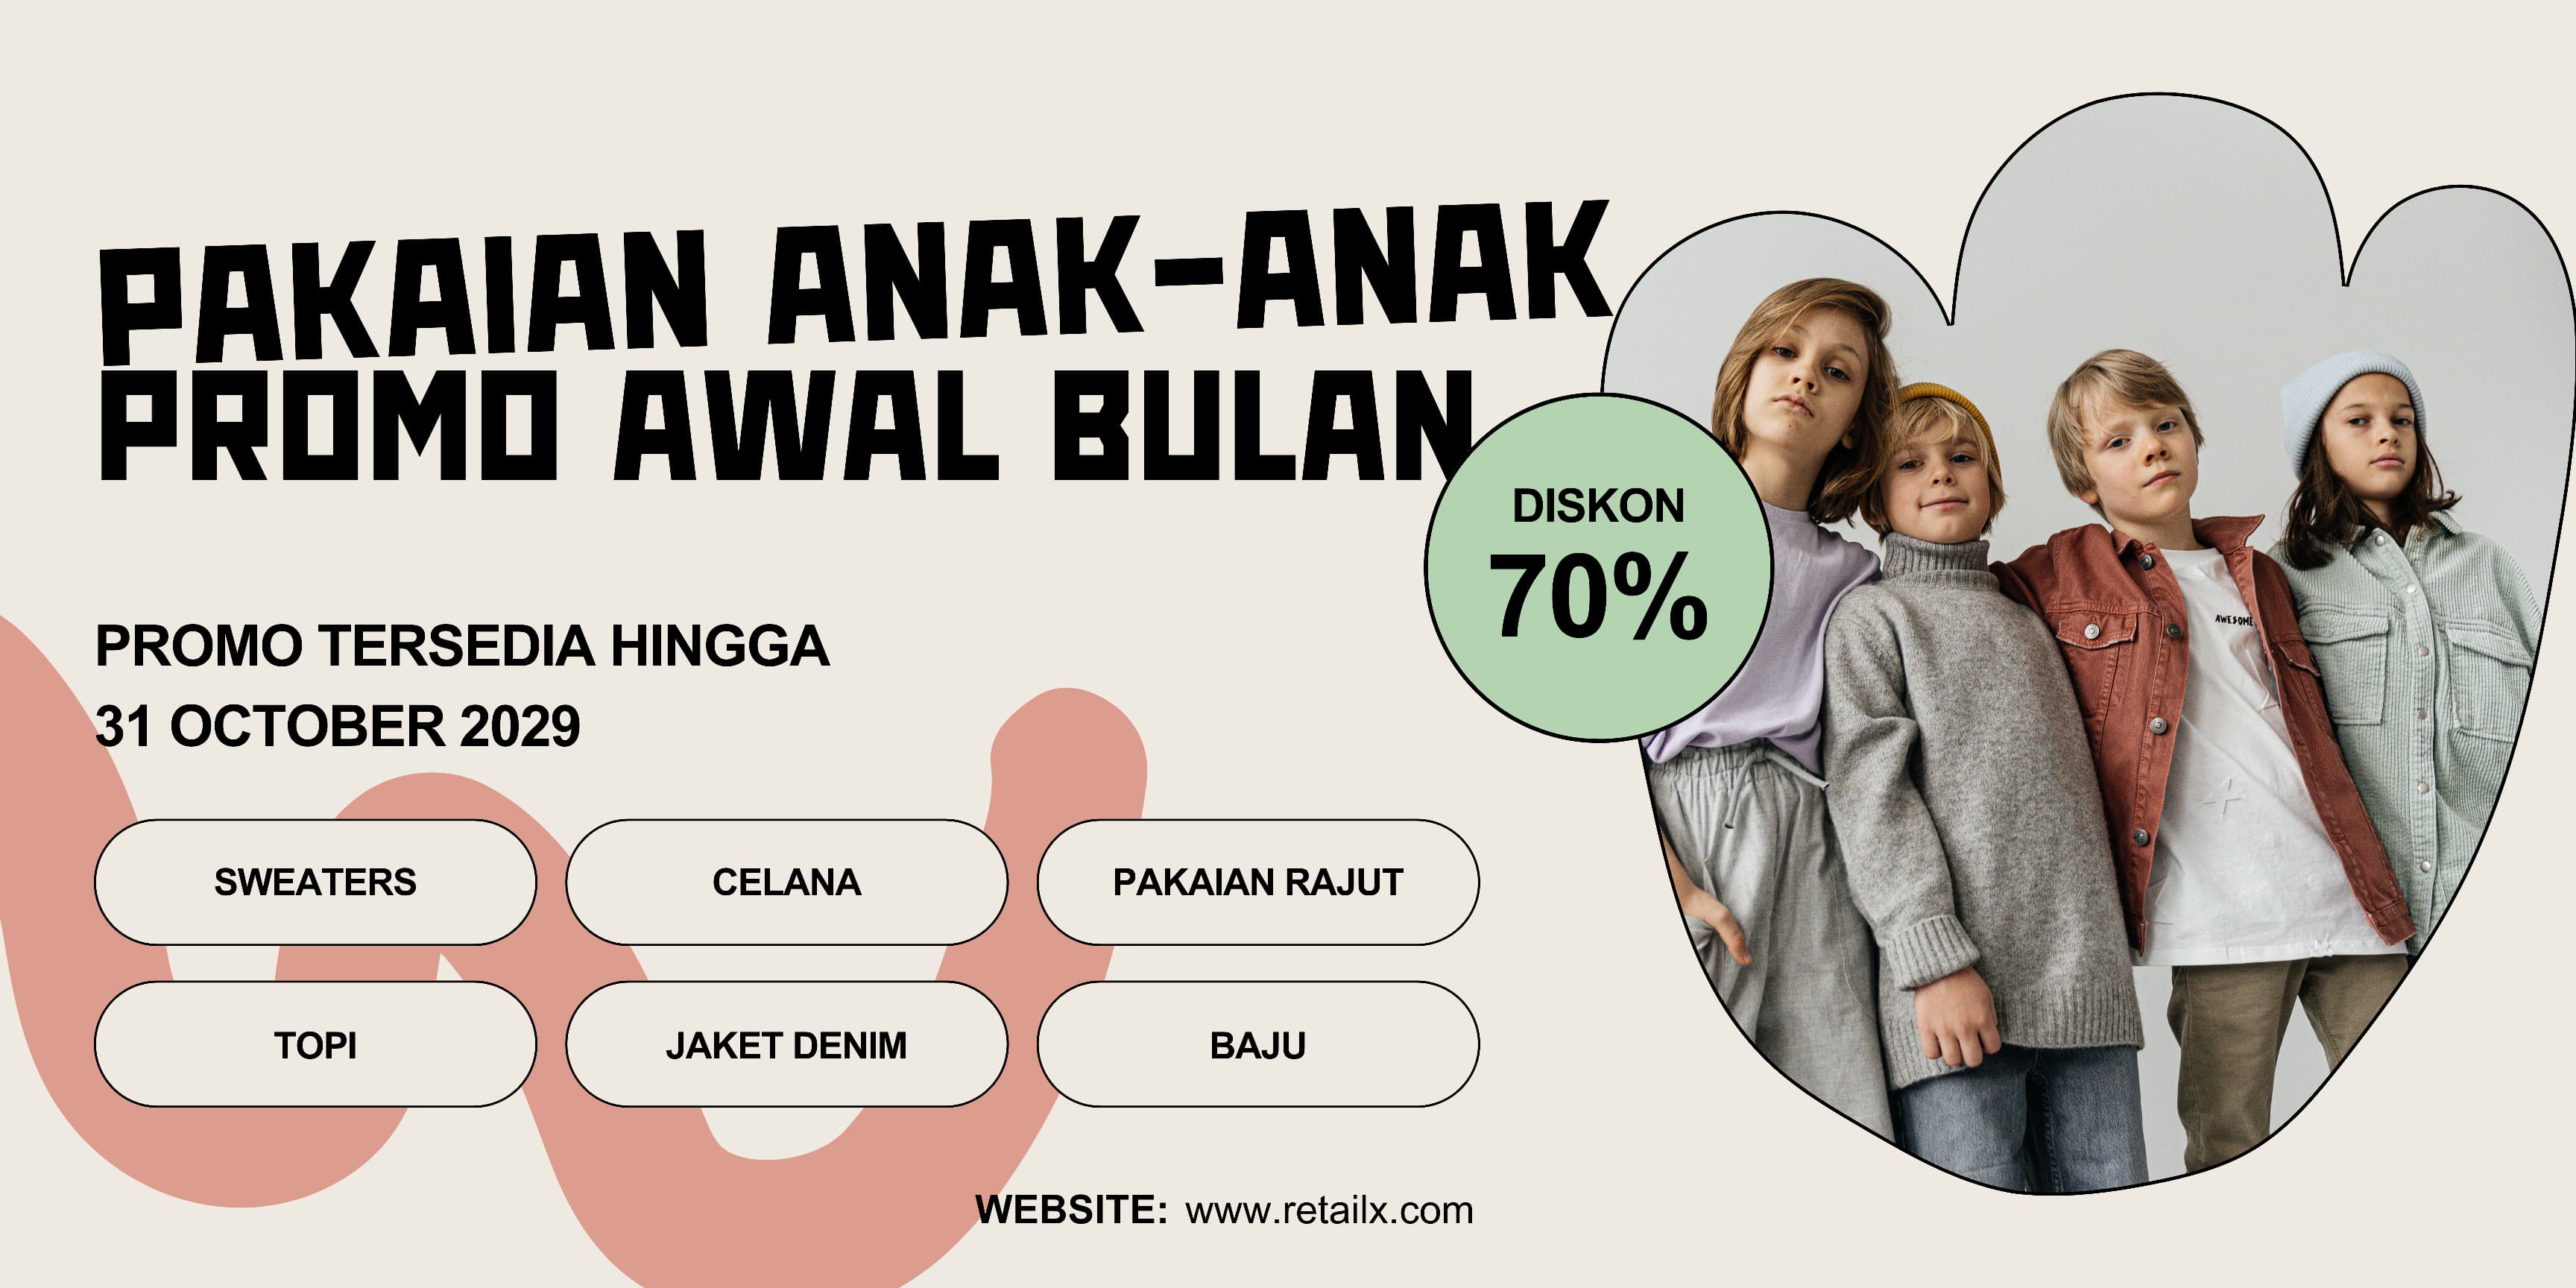 PAKAIAN ANAK-ANAK
PROMO AWAL BULAN
DISKON
70%
AWESOME
PROMO TERSEDIA HINGGA
31 OCTOBER 2029
SWEATERS
CELANA
PAKAIAN RAJUT
TOPI
JAKET DENIM
BAJU
WEBSITE: www.retailx.com